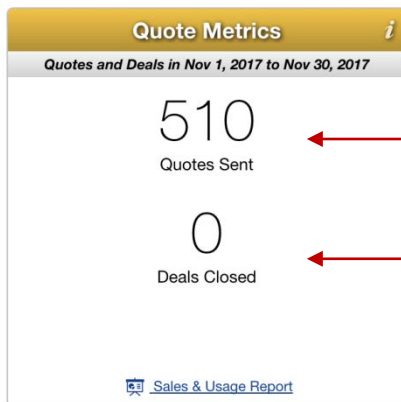 Quote Metrics i
Quotes and Deals in Nov 1, 2017 to Nov 30, 2017
510
Quotes Sent
0
Deals Closed
Sales & Usage Report